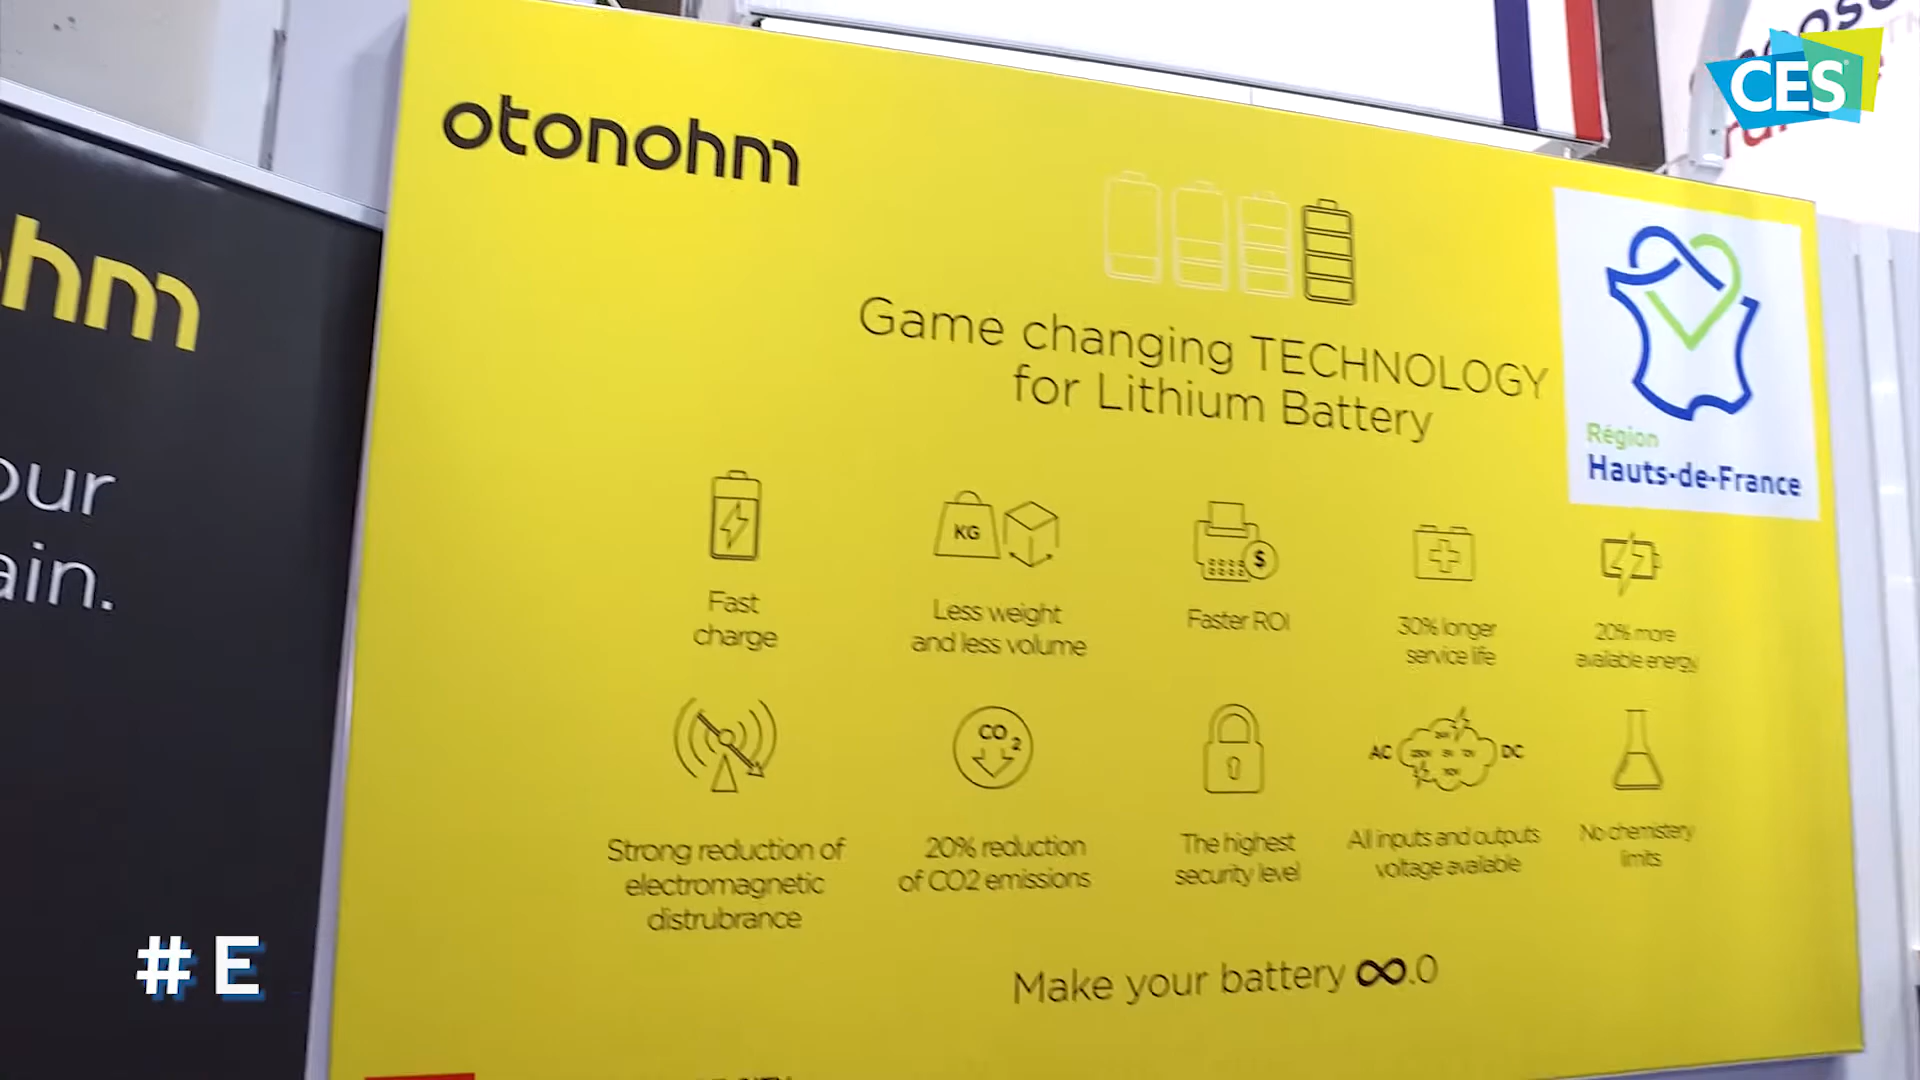 otonohm
CES
hm
our
ain.
Game changing TECHNOLOGY
for Lithium Battery
Région
Hauts-de-France
KG
$
Fast
charge
Less weight
and less volume
Faster ROI
30% longer
service life
20% more
available energy
CO2
AC
DC
Strong reduction of
electromagnetic
distrubrance
20% reduction
of CO2 emissions
The highest
security level
All inputs and outputs
voltage available
No chemistery
limits
Make your battery ∞.0
# E